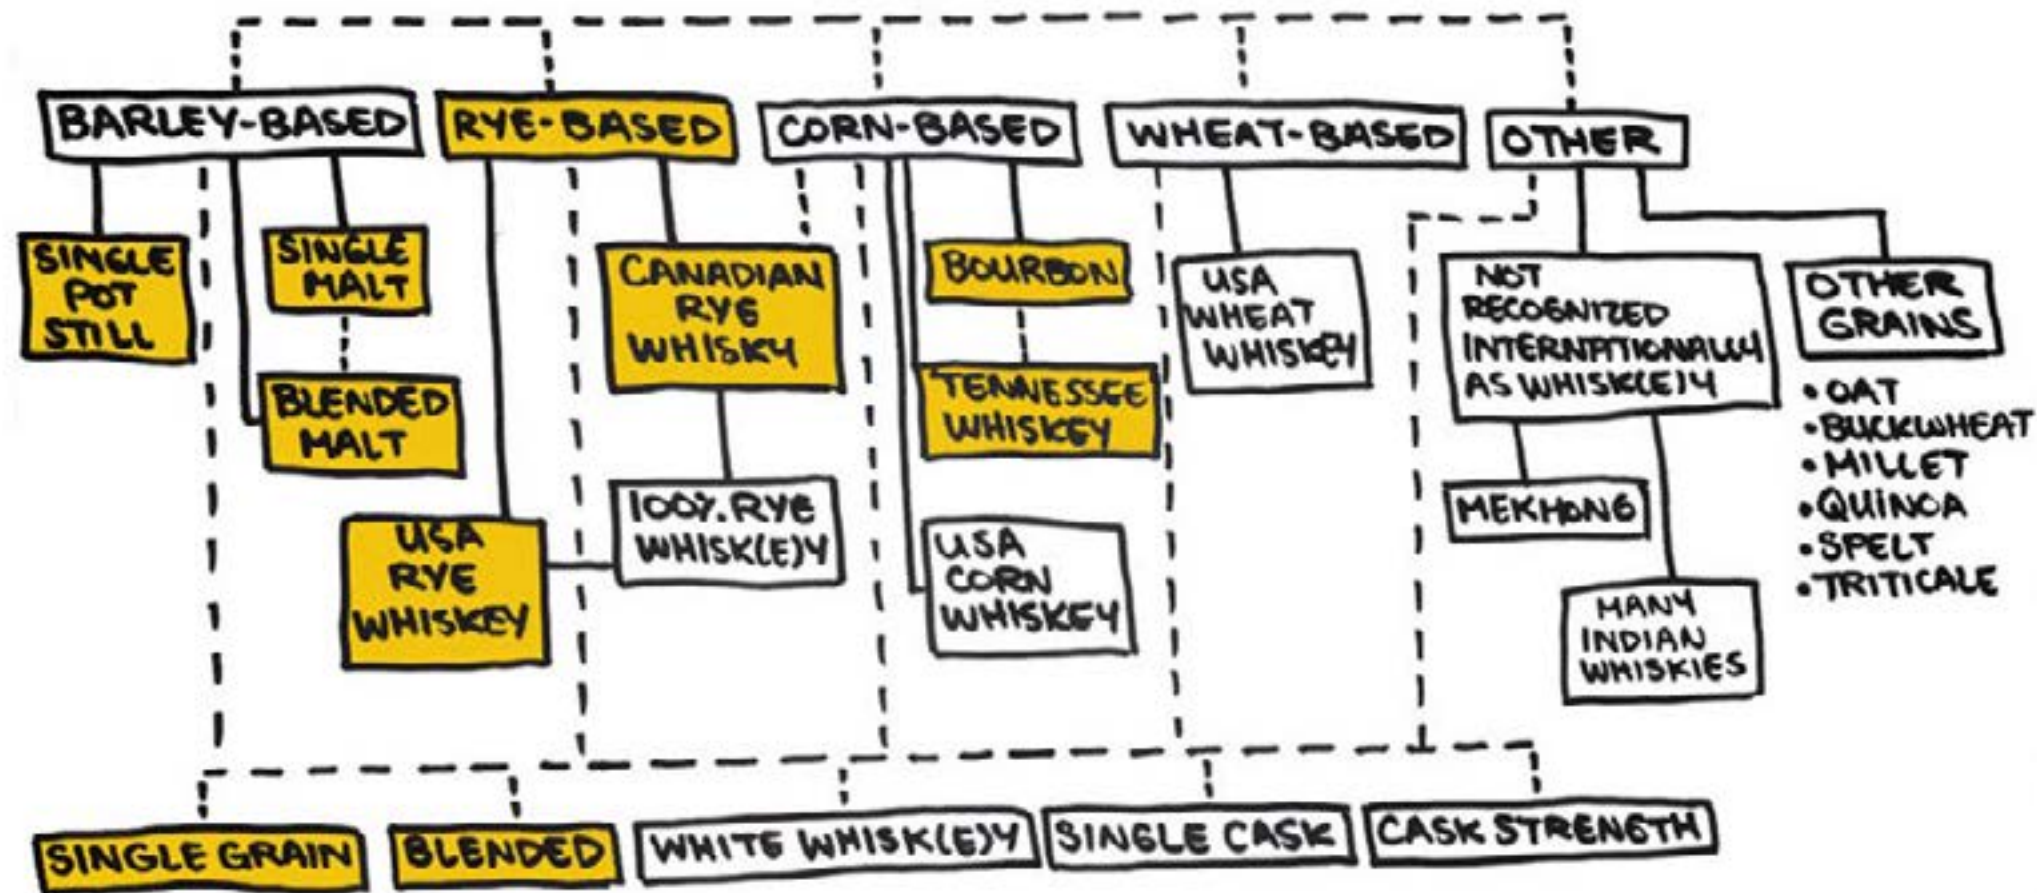 BARLEY-BASED
RYE-BASED
CORN-BASED
WHEAT-BASED
OTHER
SINGLE
POT
STILL
SINGLE
MALT
BLENDED
MALT
CANADIAN
RYE
WHISKY
BOURBON
TENNESSEE
WHISKEY
USA
WHEAT
WHISKEY
NOT
RECOGNIZED
INTERNATIONALLY
AS WHISK(E)Y
OTHER
GRAINS
• OAT
• BUCKWHEAT
• MILLET
• QUINOA
• SPELT
• TRITICALE
USA
RYE
WHISKEY
100% RYE
WHISK(E)Y
USA
CORN
WHISKEY
MEKHONG
MANY
INDIAN
WHISKIES
SINGLE GRAIN
BLENDED
WHITE WHISK(E)Y
SINGLE CASK
CASK STRENGTH